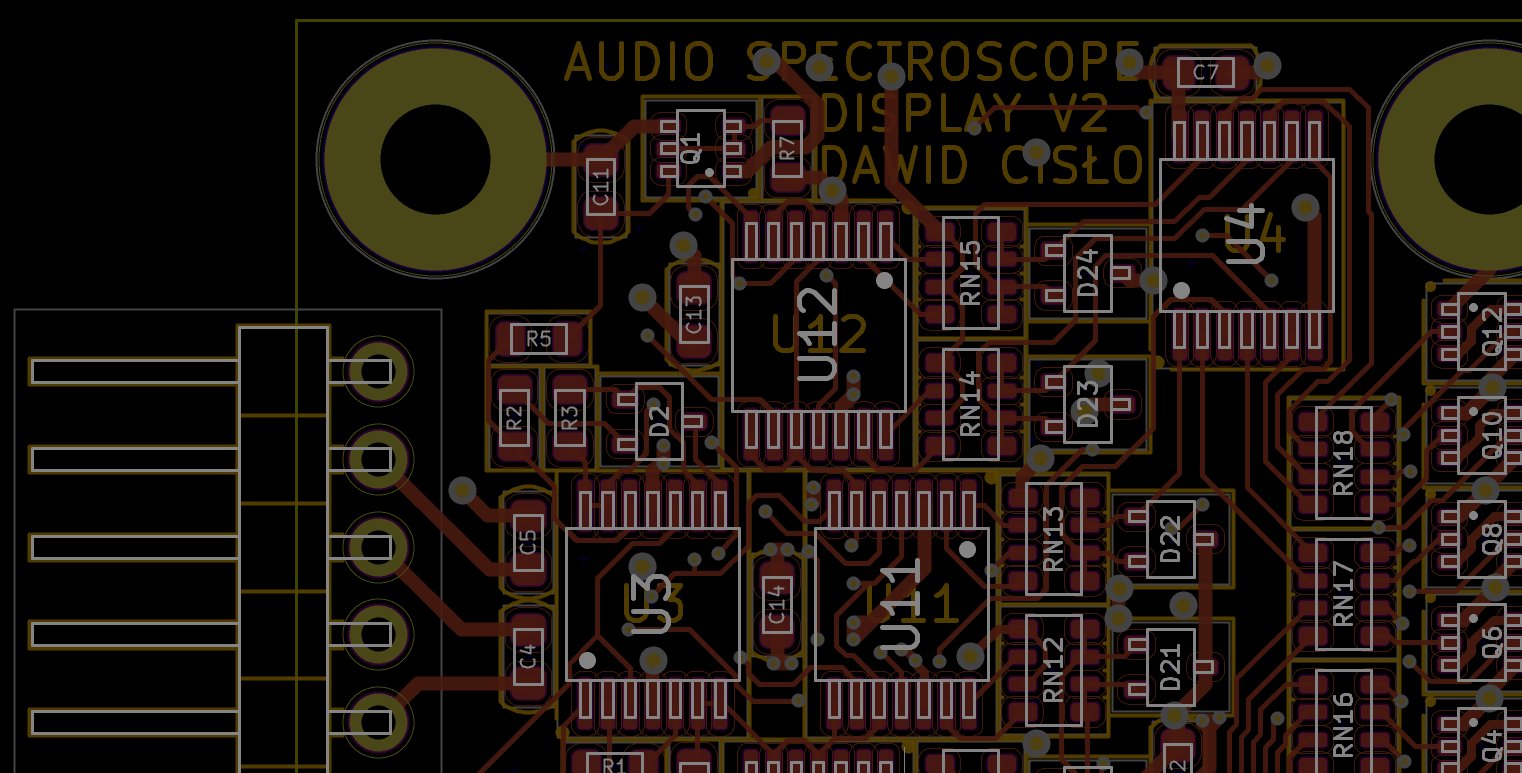 AUDIO SPECTROSCOPE
DISPLAY V2
DAWID CISŁO
C7
Q1
R7
C11
U4
U4
RN15
D24
C13
U12
U12
Q12
R5
R2
R3
D2
RN14
D23
Q10
RN18
C5
U3
U3
C14
U11
U11
RN13
D22
RN17
Q8
C4
RN12
D21
Q6
RN16
Q4
R1